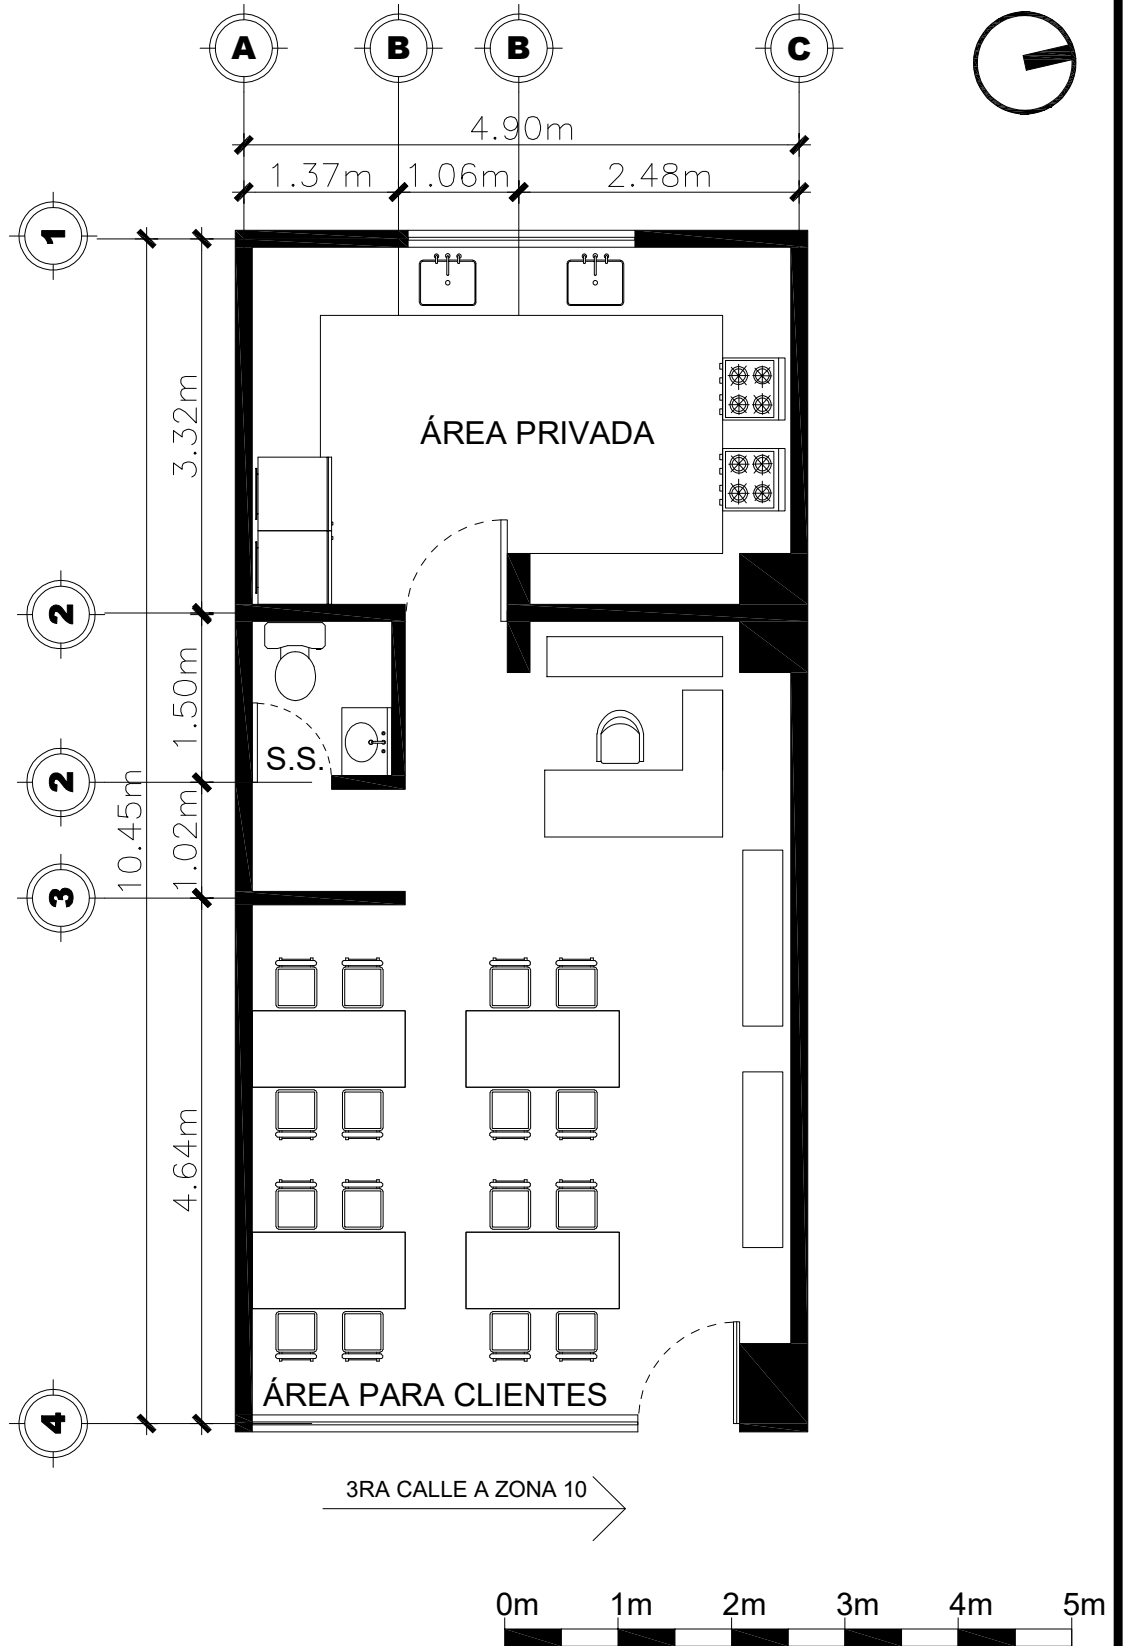 A B B C
4.90m
1.37m 1.06m 2.48m
1
3.32m
ÁREA PRIVADA
2
1.50m
S.S.
2
10.45m
1.02m
3
4.64m
ÁREA PARA CLIENTES
4
3RA CALLE A ZONA 10
0m 1m 2m 3m 4m 5m